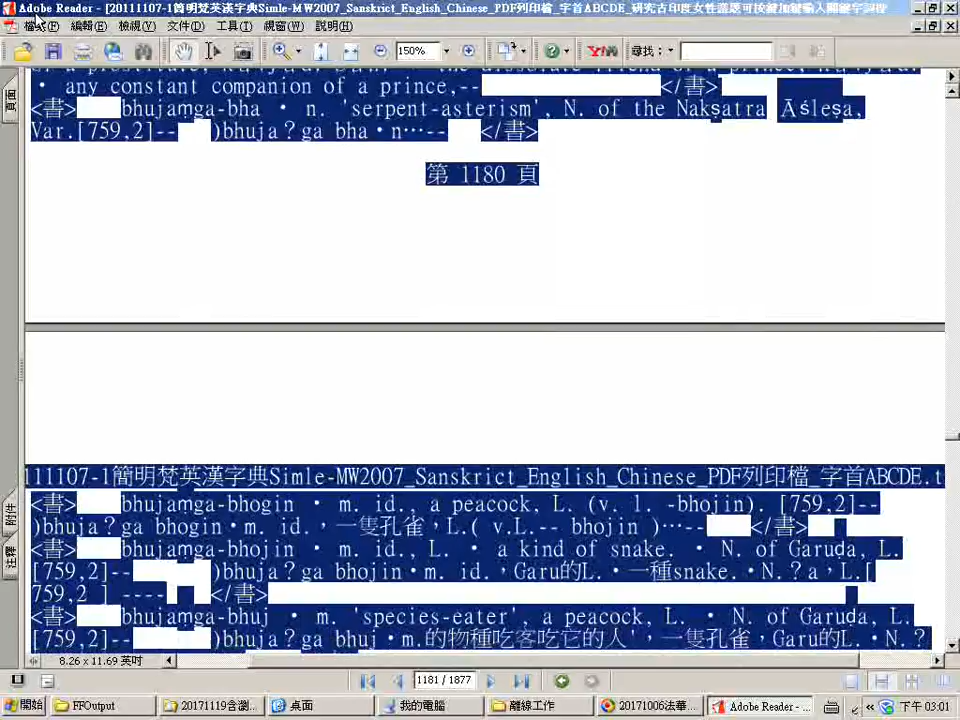 Adobe Reader - [20111107-1簡明梵英漢字典Simle-MW2007_Sanskrict_English_Chinese_PDF列印檔_字首ABCDE_研究古印度女性
檔案(F) 編輯(E) 檢視(V) 文件(D) 工具(T) 視窗(W) 說明(H)
150% Y! 尋找:
頁面
• any constant companion of a prince,-- </書>
<書> bhujaṃga-bha • n. 'serpent-asterism', N. of the Nakṣatra Āśleṣa,
Var.[759,2]-- )bhuja？ga bha•n…-- </書>
第 1180 頁
111107-1簡明梵英漢字典Simle-MW2007_Sanskrict_English_Chinese_PDF列印檔_字首ABCDE.t
<書> bhujaṃga-bhogin • m. id., a peacock, L. (v. l. -bhojin). [759,2]--
)bhuja？ga bhogin•m. id.，一隻孔雀，L.( v.L.-- bhojin )…-- </書>
<書> bhujaṃga-bhojin • m. id., L. • a kind of snake. • N. of Garuḍa, L.
[759,2]-- )bhuja？ga bhojin•m. id.，Garu的L.•一種snake.•N.？a，L.[
759,2 ] ---- </書>
<書> bhujaṃga-bhuj • m. 'species-eater', a peacock, L. • N. of Garuḍa, L.
[759,2]-- )bhuja？ga bhuj•m.的物種吃客吃它的人'，一隻孔雀，Garu的L.•N.？
附件
注釋
8.26 x 11.69 英吋
1181 / 1877
開始 FFOutput 20171119含瀏... 桌面 我的電腦 離線工作 20171006法華... Adobe Reader - ... 下午 03:01